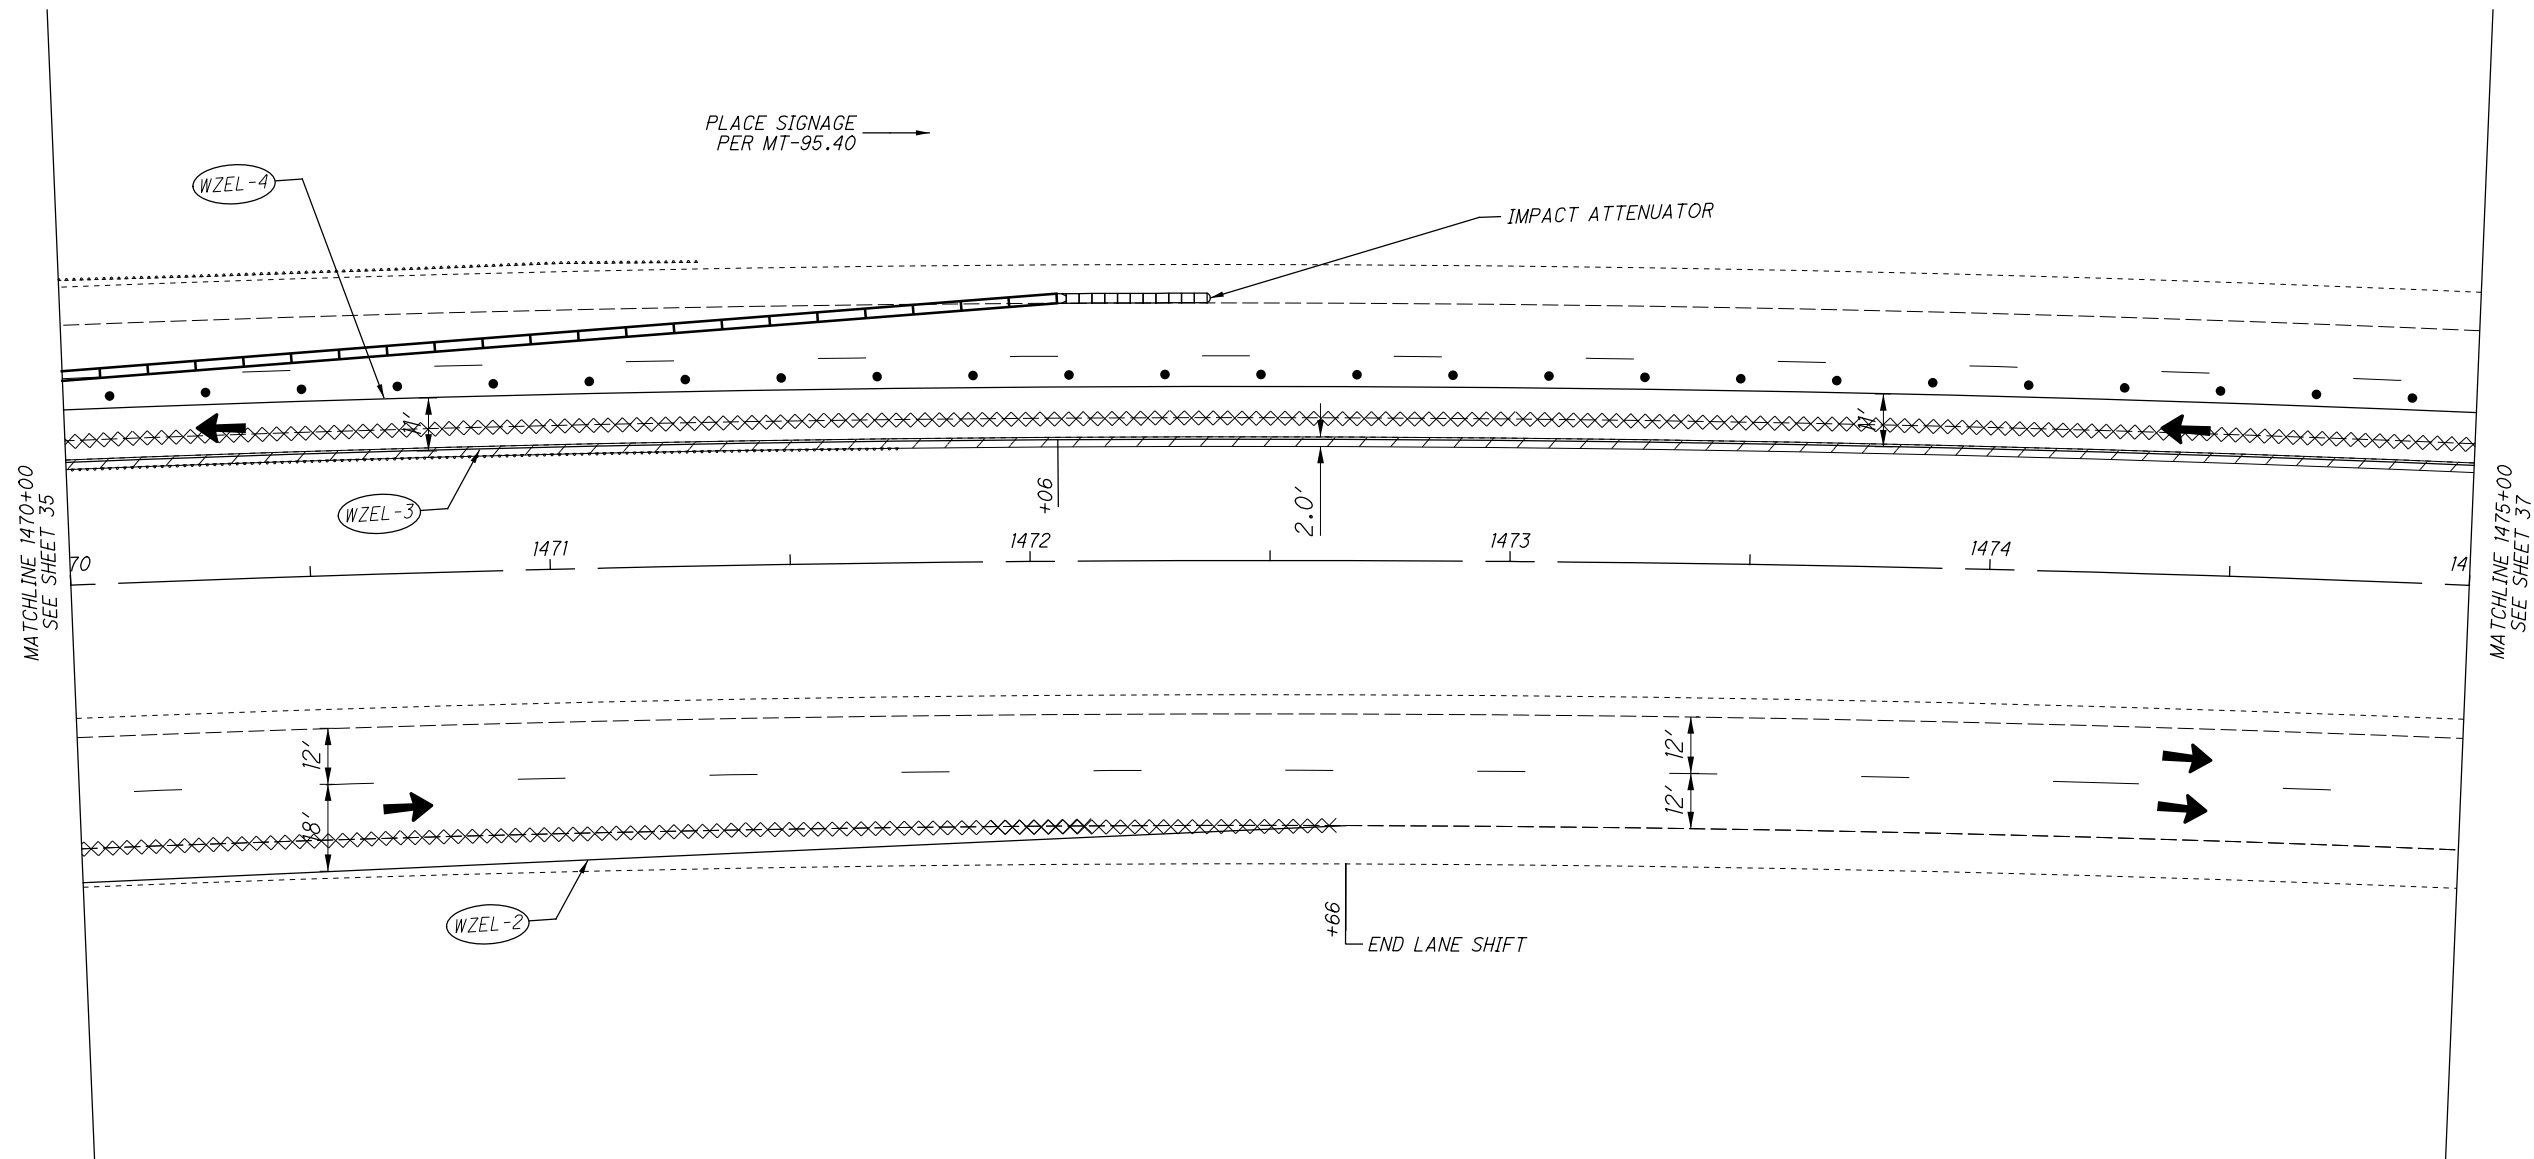 PLACE SIGNAGE
PER MT-95.40
WZEL-4
IMPACT ATTENUATOR
11'
11'
WZEL-3
+06
2.0'
MATCHLINE 1470+00
SEE SHEET 35
MATCHLINE 1475+00
SEE SHEET 37
70
1471
1472
1473
1474
14
12'
18'
12'
12'
WZEL-2
+66
END LANE SHIFT